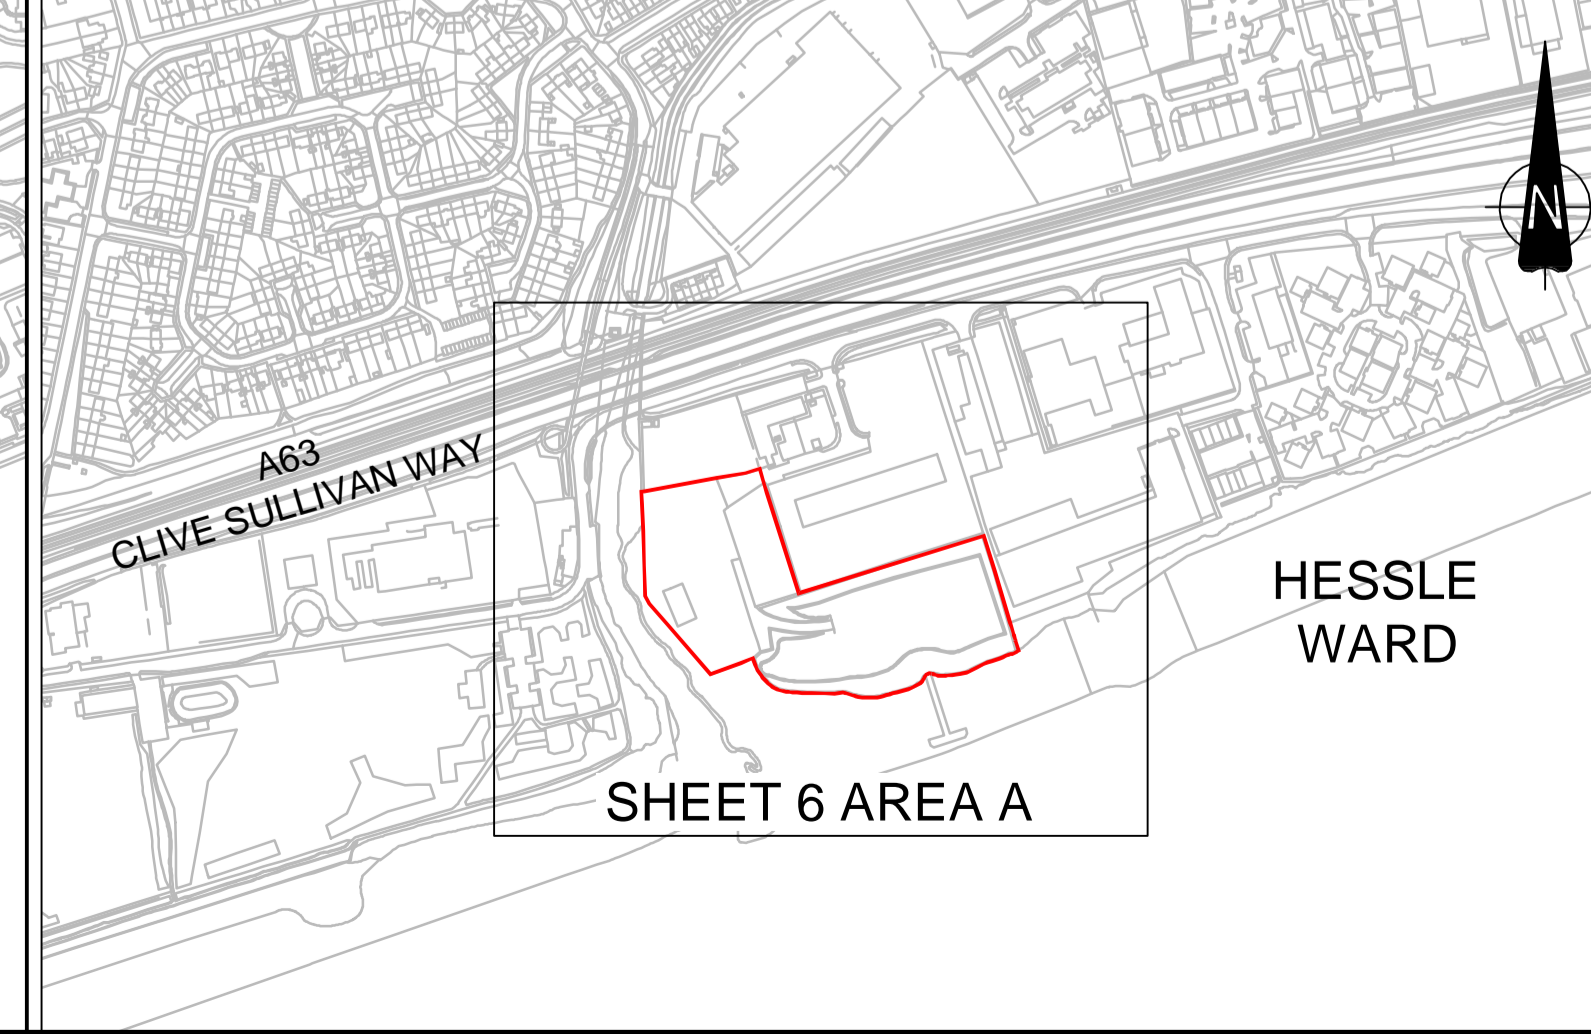 N
A63
CLIVE SULLIVAN WAY
HESSLE
WARD
SHEET 6 AREA A